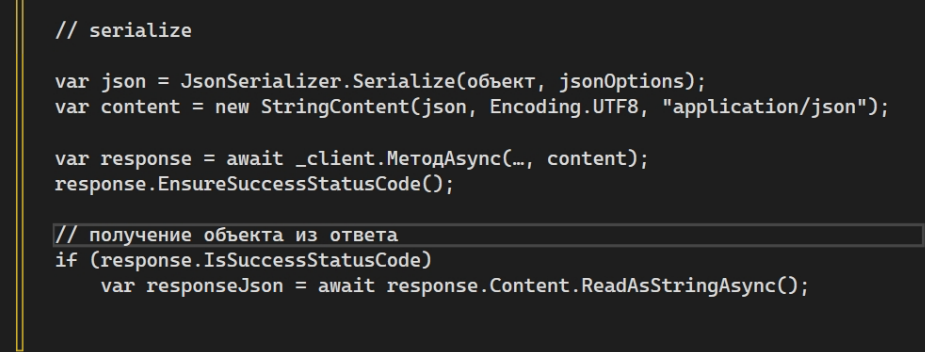 // serialize
var json = JsonSerializer.Serialize(объект, jsonOptions);
var content = new StringContent(json, Encoding.UTF8, "application/json");
var response = await _client.МетодAsync(…, content);
response.EnsureSuccessStatusCode();
// получение объекта из ответа
if (response.IsSuccessStatusCode)
    var responseJson = await response.Content.ReadAsStringAsync();